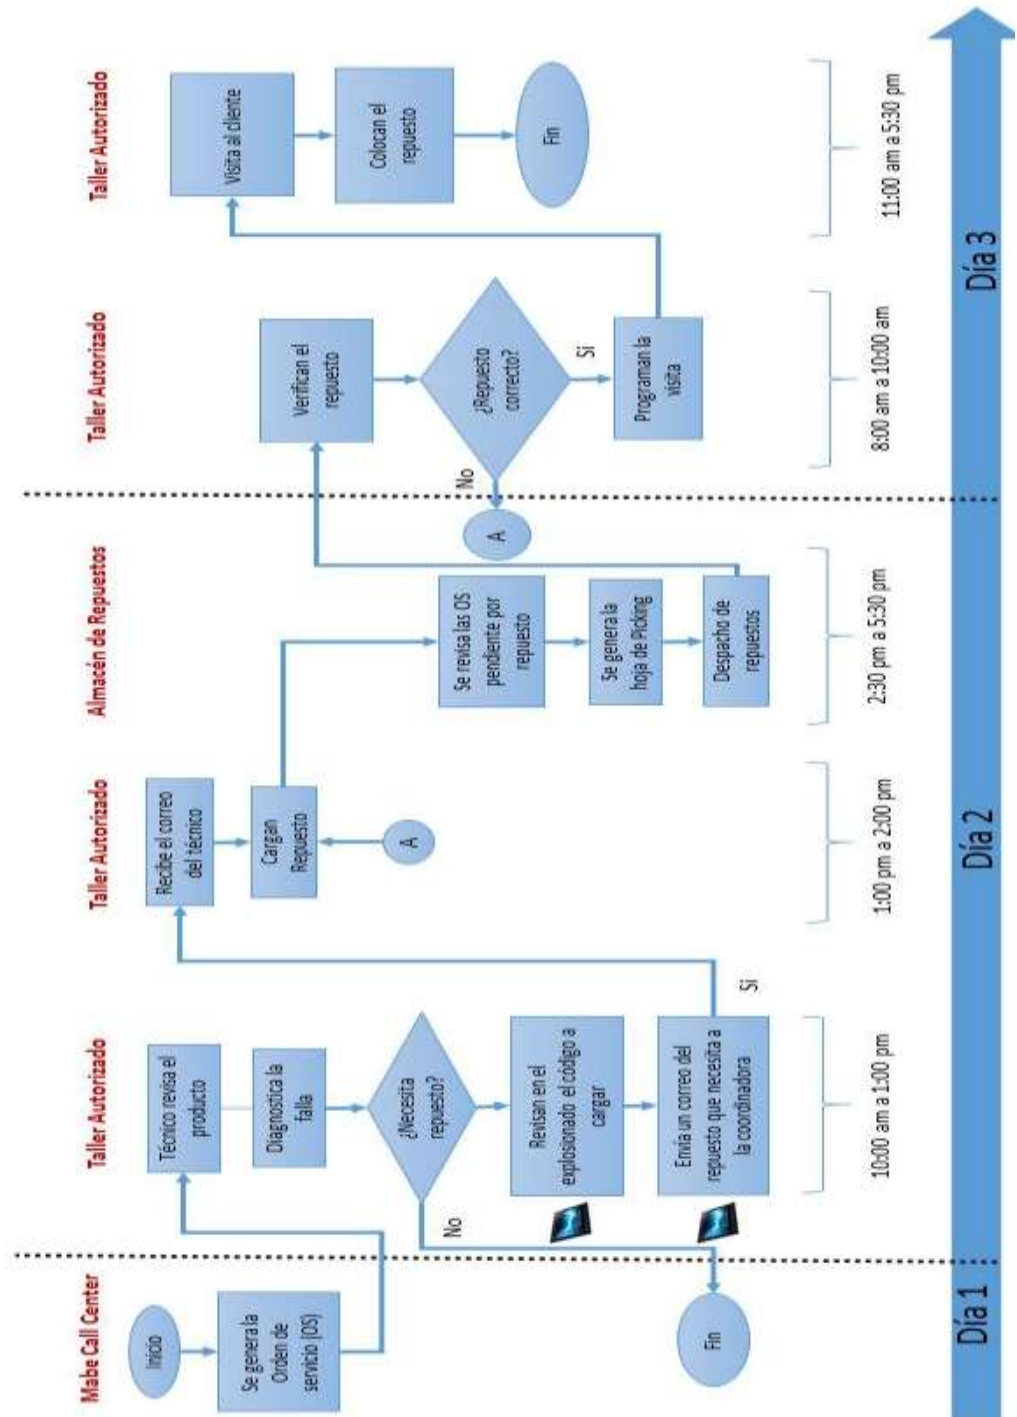 Mabe Call Center
Inicio
Se genera la
Orden de
servicio (OS)
Fin
Día 1
Taller Autorizado
Técnico revisa el
producto
Diagnostica la
falla
¿Necesita
repuesto?
No
Revisan en el
explosionado el código a
cargar
Envía un correo del
repuesto que necesita a
la coordinadora
Si
10:00 am a 1:00 pm
Taller Autorizado
Recibe el correo
del técnico
Cargan
Repuesto
A
1:00 pm a 2:00 pm
Día 2
Almacén de Repuestos
Se revisa las OS
pendiente por
repuesto
Se genera la
hoja de Picking
Despacho de
repuestos
2:30 pm a 5:30 pm
Taller Autorizado
Verifican el
repuesto
¿Repuesto
correcto?
No
A
Si
Programan la
visita
8:00 am a 10:00 am
Día 3
Taller Autorizado
Visita al cliente
Colocan el
repuesto
Fin
11:00 am a 5:30 pm